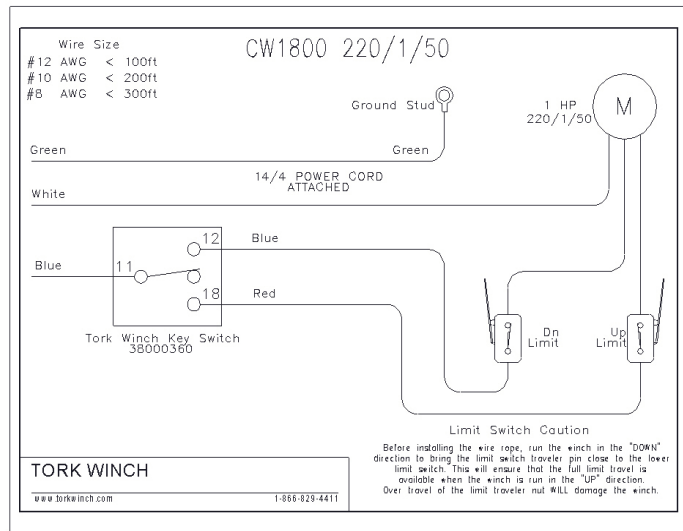 CW1800 220/1/50
Wire Size
#12 AWG < 100ft
#10 AWG < 200ft
#8 AWG < 300ft
Ground Stud
1 HP
220/1/50
M
Green
Green
14/4 POWER CORD
ATTACHED
White
12
Blue
Blue
11
18
Red
Tork Winch Key Switch
38000360
Dn
Limit
Up
Limit
Limit Switch Caution
Before installing the wire rope, run the winch in the "DOWN"
direction to bring the limit switch traveler pin close to the lower
limit switch. This will ensure that the full limit travel is
available when the winch is run in the "UP" direction.
Over travel of the limit traveler nut WILL damage the winch.
TORK WINCH
www.torkwinch.com
1-866-829-4411